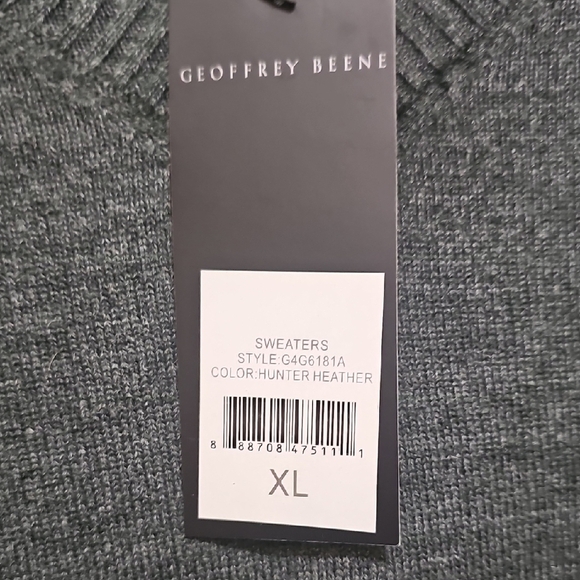 GEOFFREY BEENE
SWEATERS
STYLE:G4G6181A
COLOR:HUNTER HEATHER
8 88708 47511 1
XL